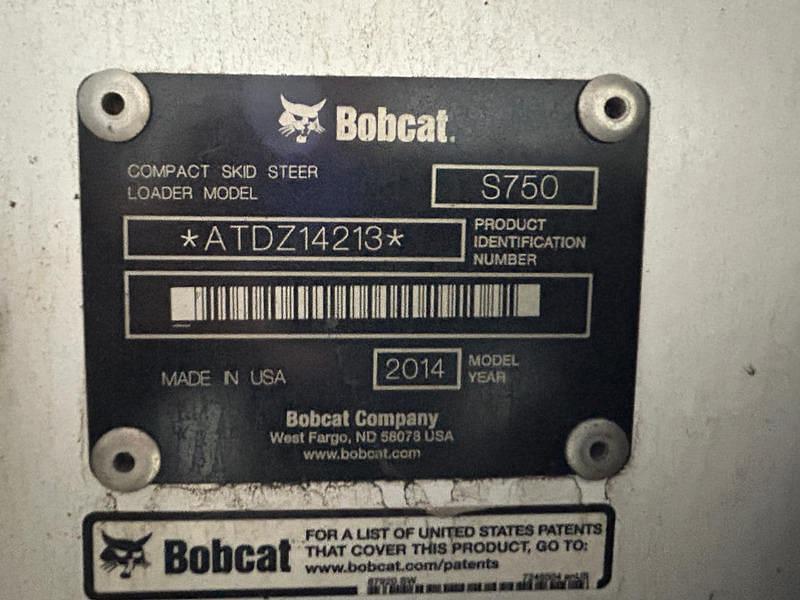 Bobcat.
COMPACT SKID STEER
LOADER MODEL
S750
*ATDZ14213*
PRODUCT
IDENTIFICATION
NUMBER
MADE IN USA
2014
MODEL
YEAR
Bobcat Company
West Fargo, ND 58078 USA
www.bobcat.com
Bobcat
FOR A LIST OF UNITED STATES PATENTS
THAT COVER THIS PRODUCT, GO TO:
www.bobcat.com/patents